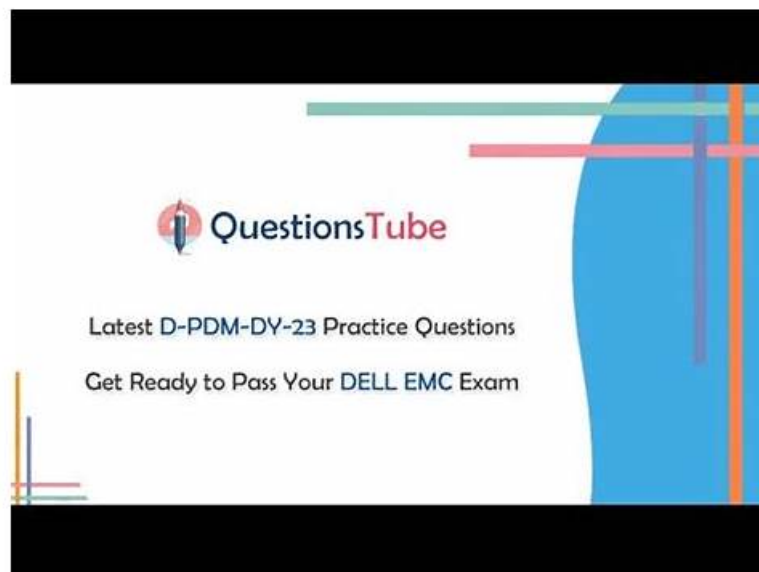 QuestionsTube
Latest D-PDM-DY-23 Practice Questions
Get Ready to Pass Your DELL EMC Exam